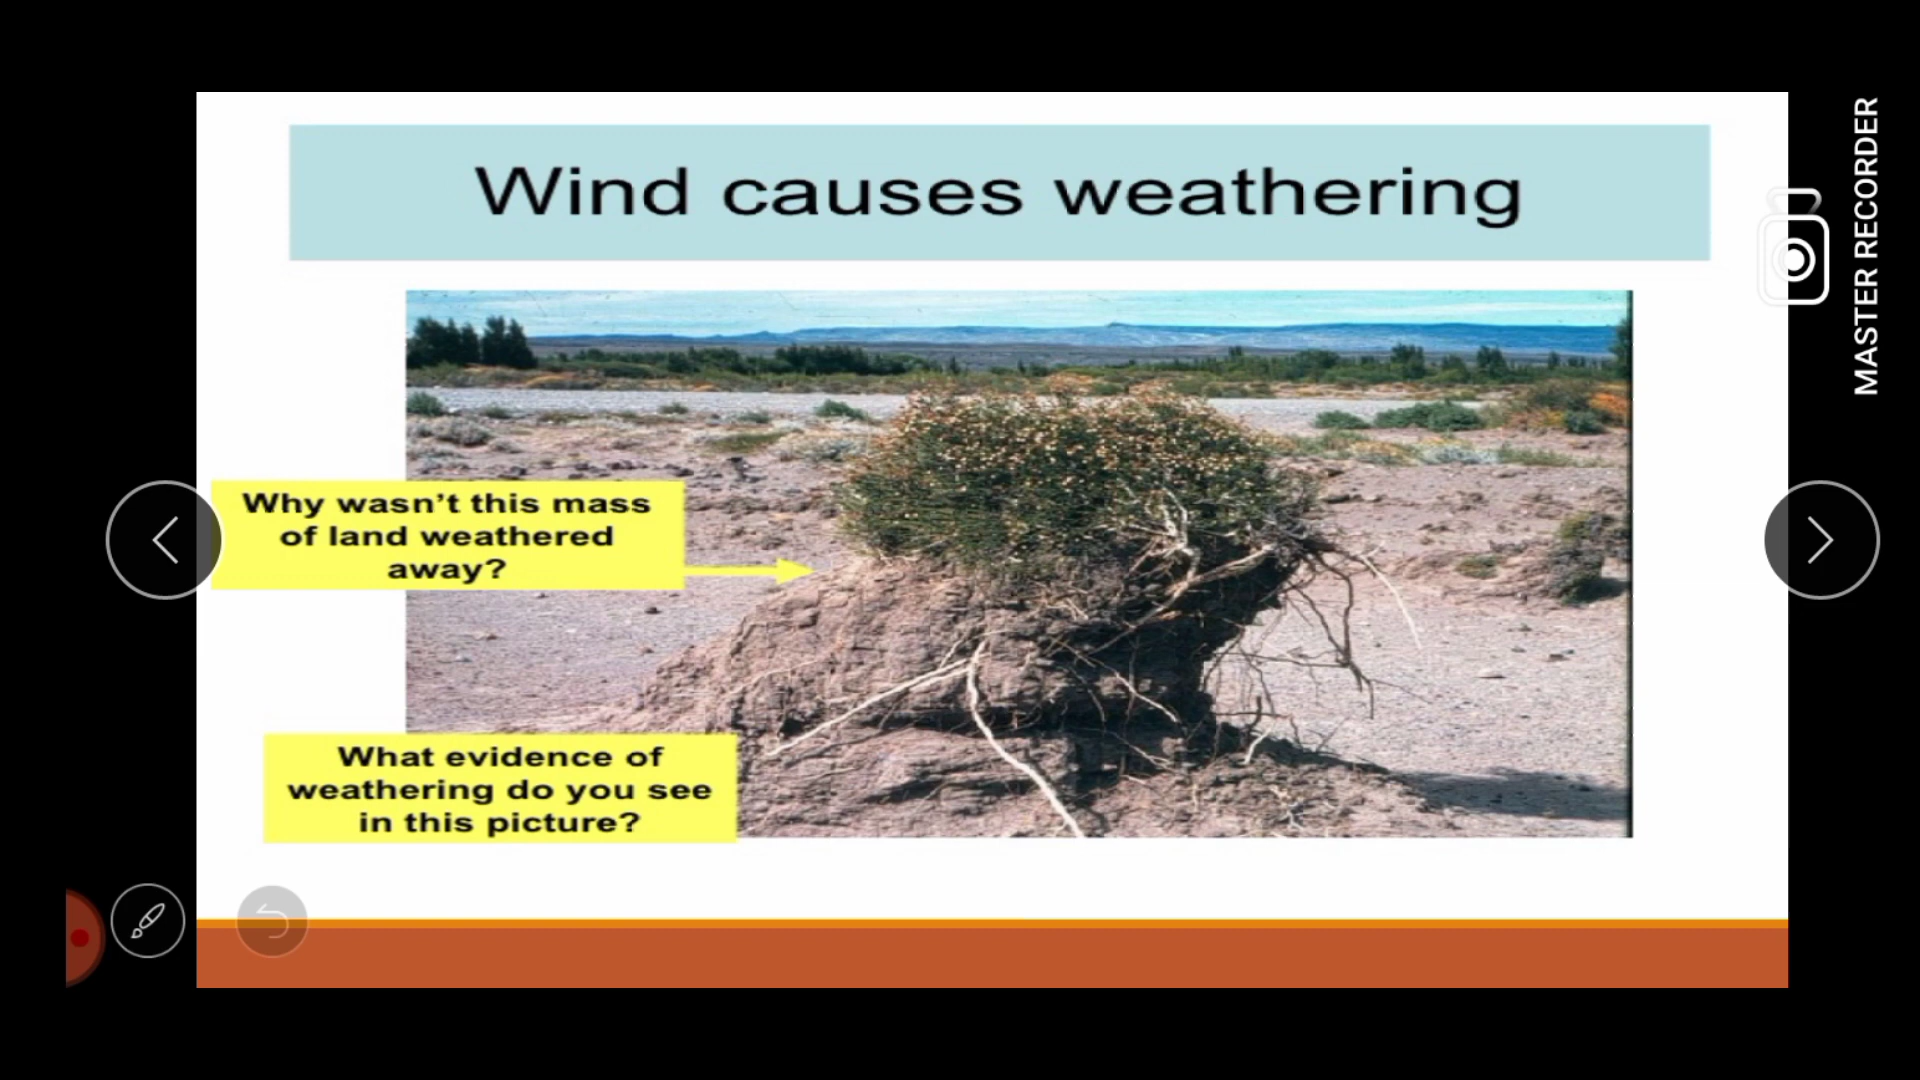 Wind causes weathering
Why wasn't this mass
of land weathered
away?
What evidence of
weathering do you see
in this picture?
MASTER RECORDER